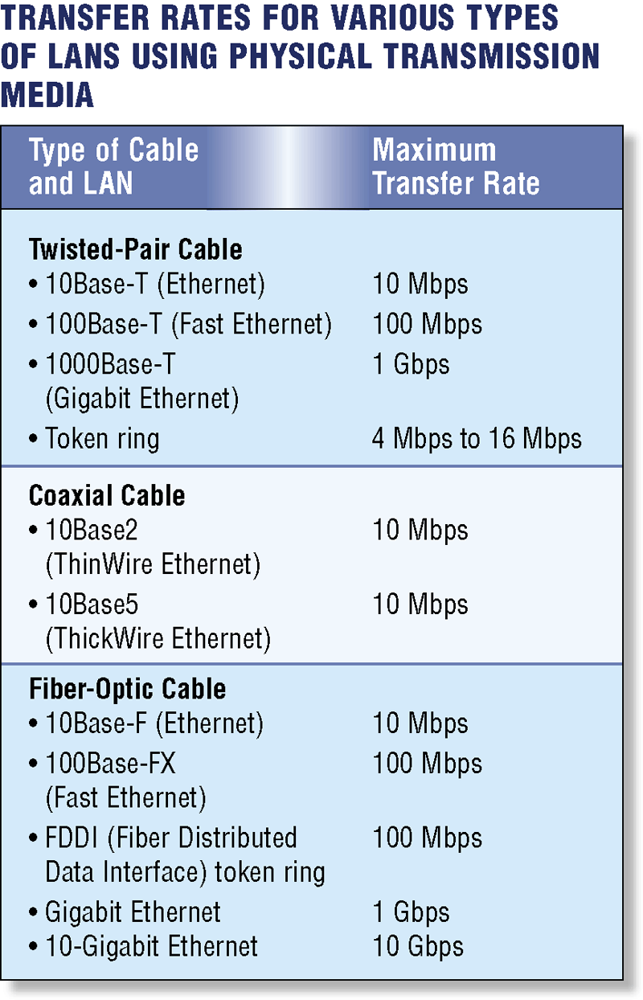 TRANSFER RATES FOR VARIOUS TYPES
OF LANS USING PHYSICAL TRANSMISSION
MEDIA
Type of Cable
and LAN
Maximum
Transfer Rate
Twisted-Pair Cable
• 10Base-T (Ethernet) 10 Mbps
• 100Base-T (Fast Ethernet) 100 Mbps
• 1000Base-T 1 Gbps
(Gigabit Ethernet)
• Token ring 4 Mbps to 16 Mbps
Coaxial Cable
• 10Base2 10 Mbps
(ThinWire Ethernet)
• 10Base5 10 Mbps
(ThickWire Ethernet)
Fiber-Optic Cable
• 10Base-F (Ethernet) 10 Mbps
• 100Base-FX 100 Mbps
(Fast Ethernet)
• FDDI (Fiber Distributed 100 Mbps
Data Interface) token ring
• Gigabit Ethernet 1 Gbps
• 10-Gigabit Ethernet 10 Gbps